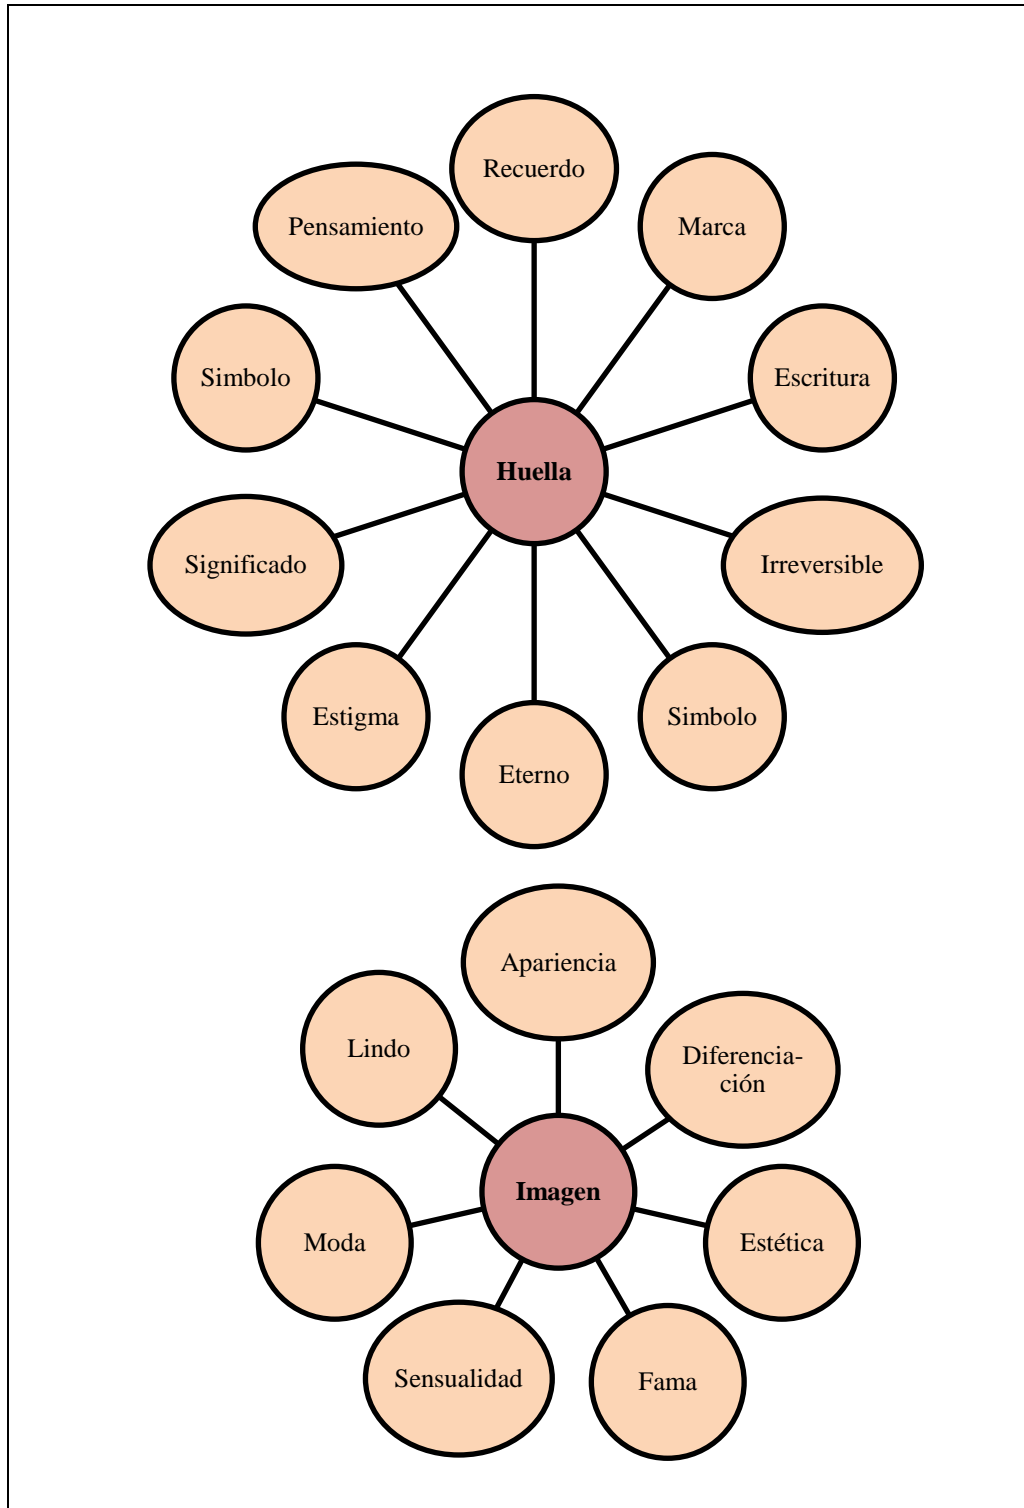 Recuerdo
Marca
Escritura
Irreversible
Simbolo
Eterno
Estigma
Significado
Simbolo
Pensamiento
Huella
Apariencia
Diferencia-
ción
Estética
Fama
Sensualidad
Moda
Lindo
Imagen